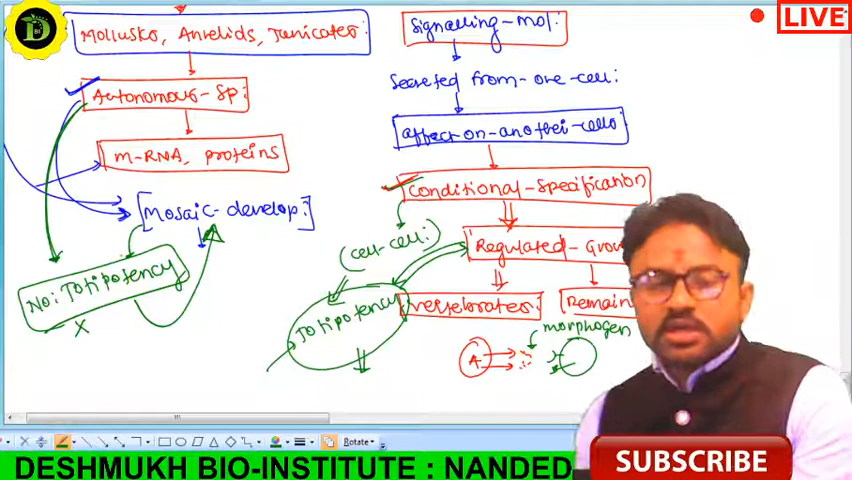 Mollusks, Annelids, Tunicates:
Autonomous-Sp:
m-RNA, proteins
[Mosaic-develop:]
No: Totipotency
X
Signalling-mol:
Secreted from-one-cell:
affect on-another-cells:
Conditional-Specification
(cell-cell:)
Regulated-Grow
Totipotency
Vertebrates:
Remain
morphogen
A
LIVE
Rotate
DESHMUKH BIO-INSTITUTE : NANDED
SUBSCRIBE